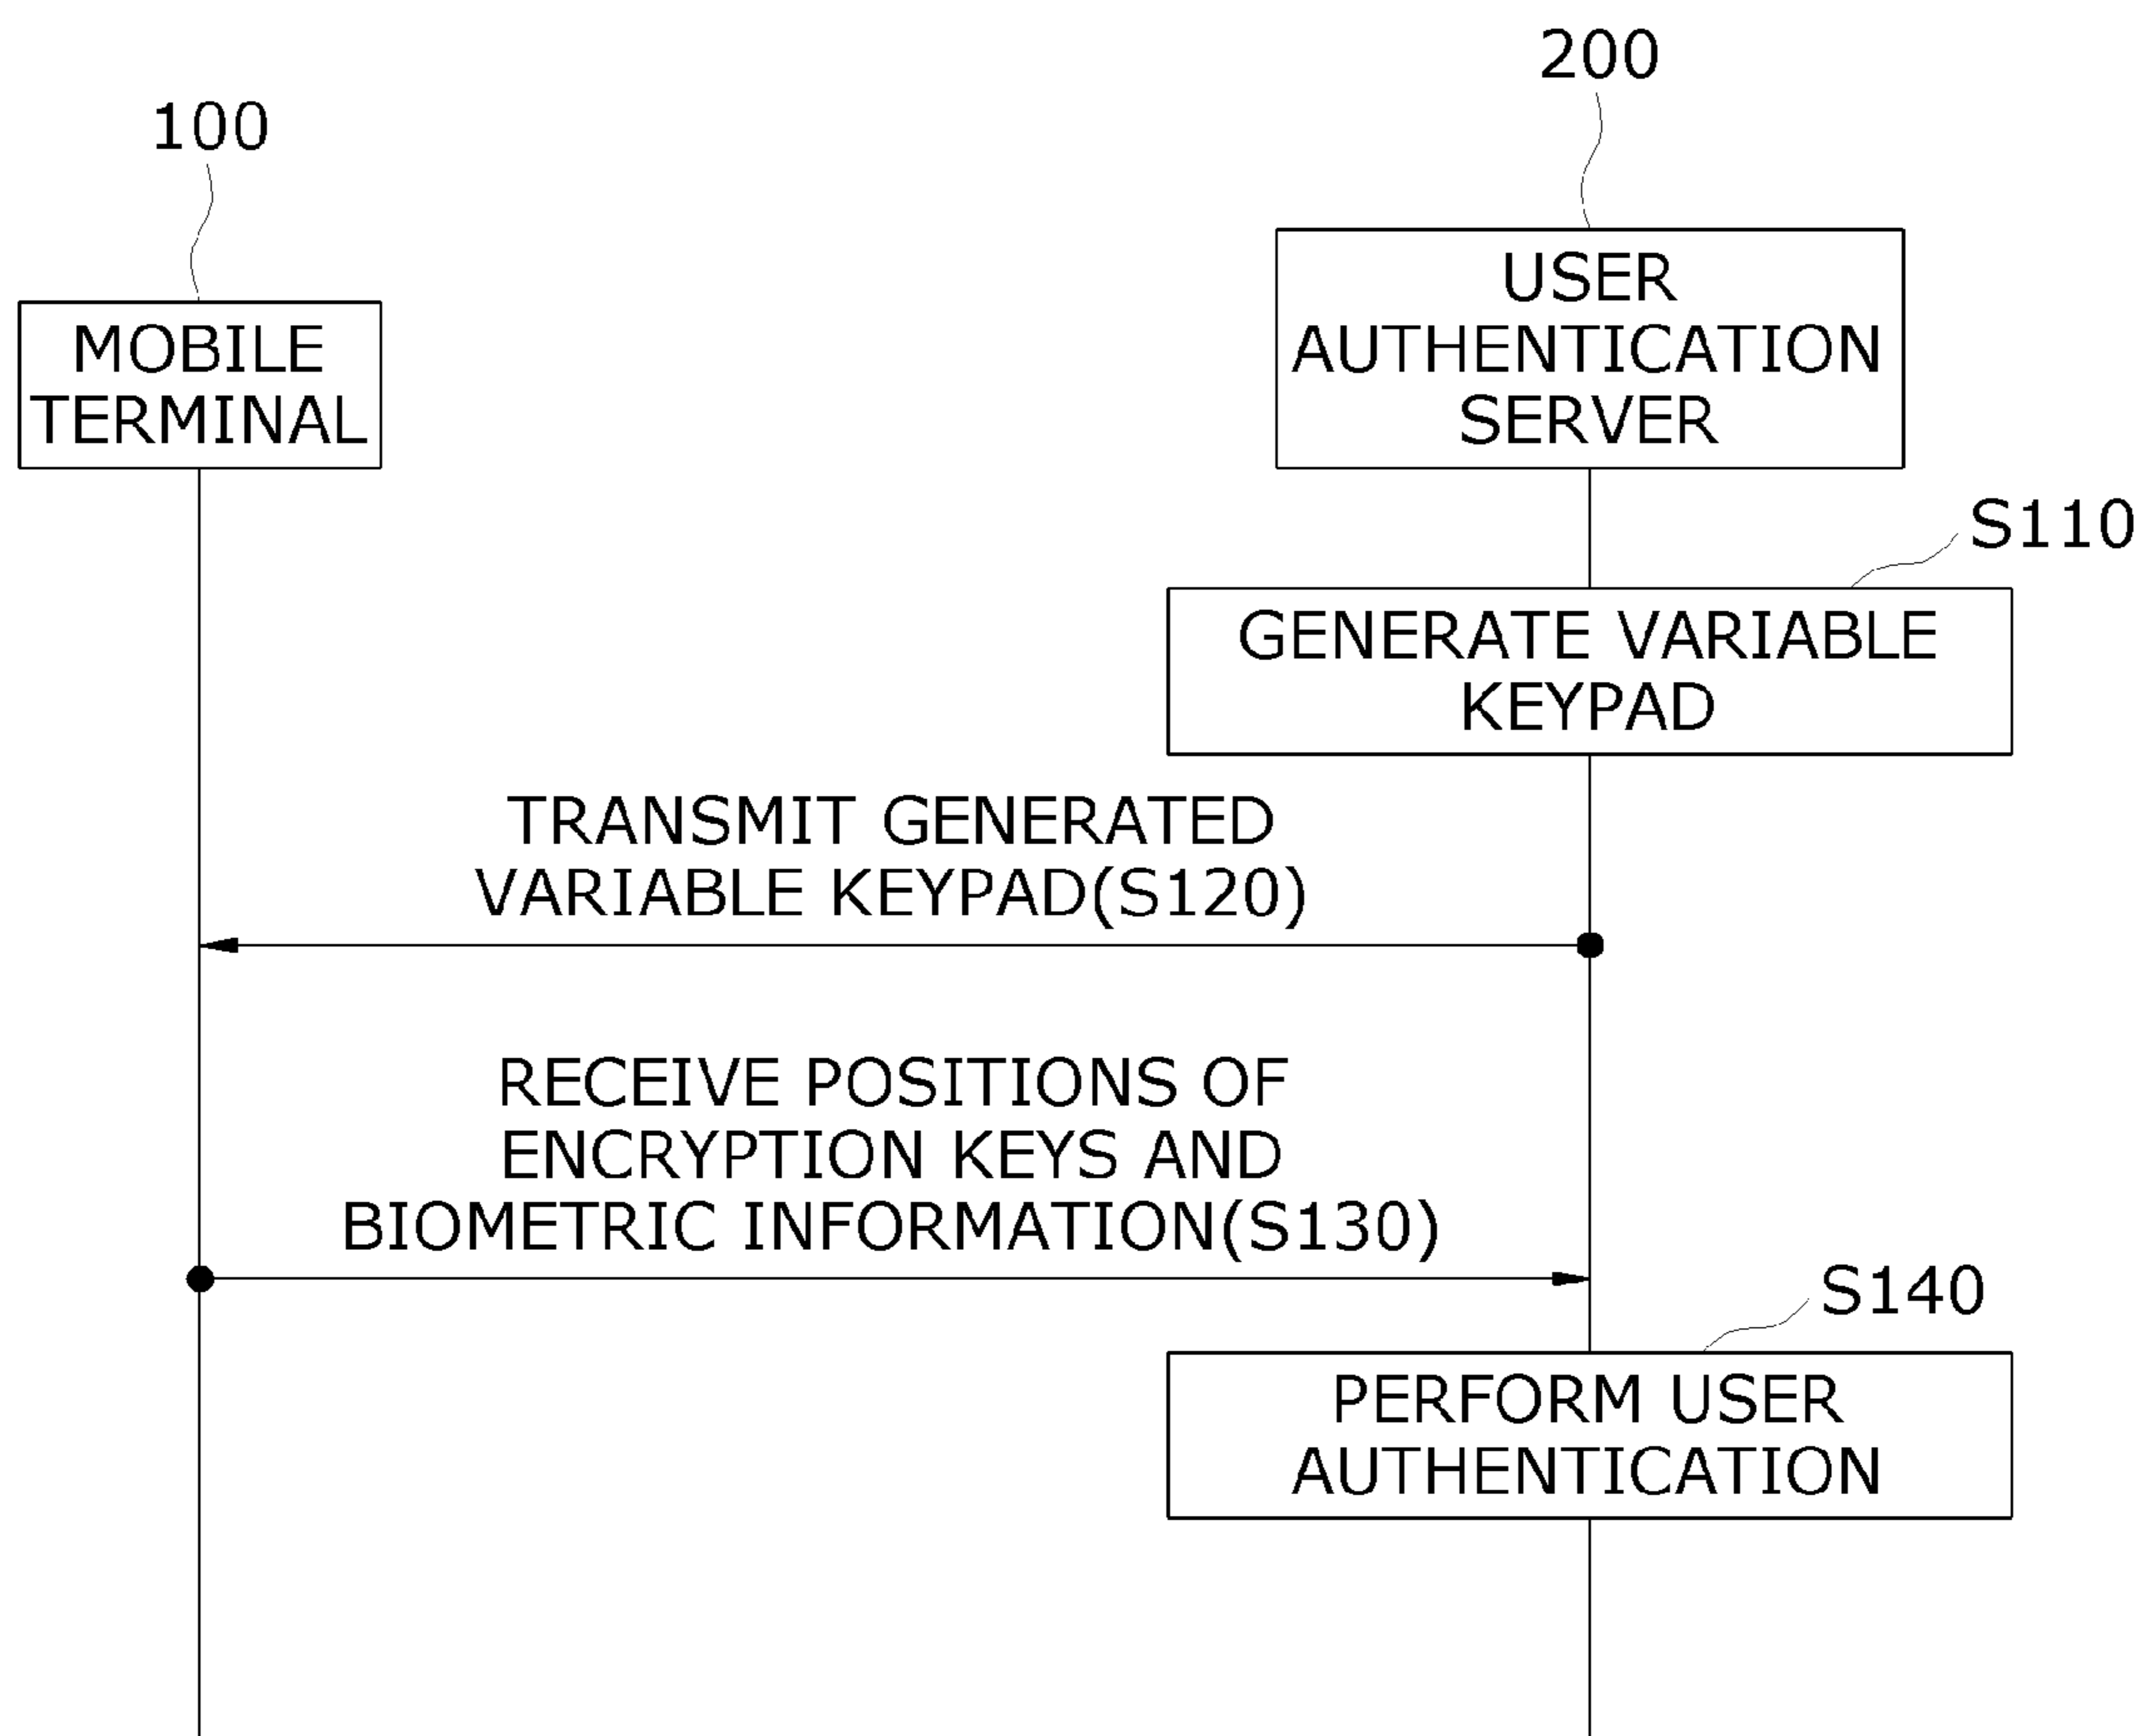 200
100
USER
AUTHENTICATION
SERVER
MOBILE
TERMINAL
S110
GENERATE VARIABLE
KEYPAD
TRANSMIT GENERATED
VARIABLE KEYPAD(S120)
RECEIVE POSITIONS OF
ENCRYPTION KEYS AND
BIOMETRIC INFORMATION(S130)
S140
PERFORM USER
AUTHENTICATION